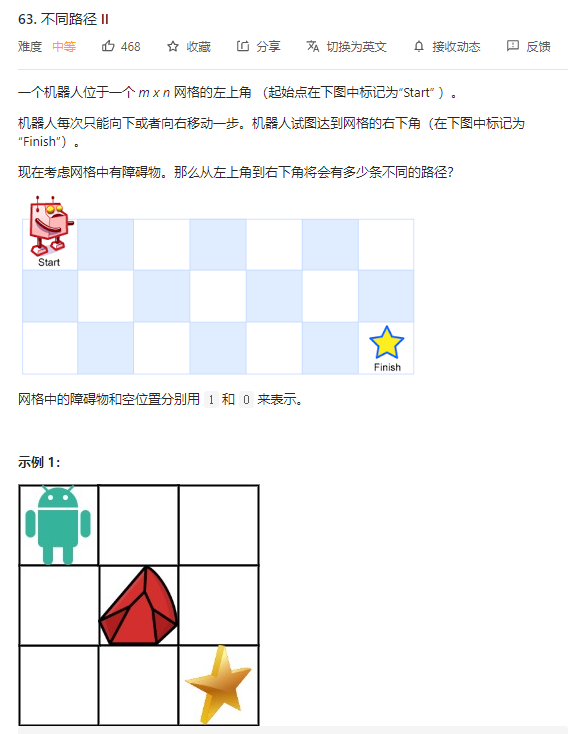 63. 不同路径 II
难度 中等 468 收藏 分享 切换为英文 接收动态 反馈
一个机器人位于一个 m x n 网格的左上角 （起始点在下图中标记为“Start” ）。
机器人每次只能向下或者向右移动一步。机器人试图达到网格的右下角（在下图中标记为
“Finish”）。
现在考虑网格中有障碍物。那么从左上角到右下角将会有多少条不同的路径?
Start
Finish
网格中的障碍物和空位置分别用 1 和 0 来表示。
示例 1：